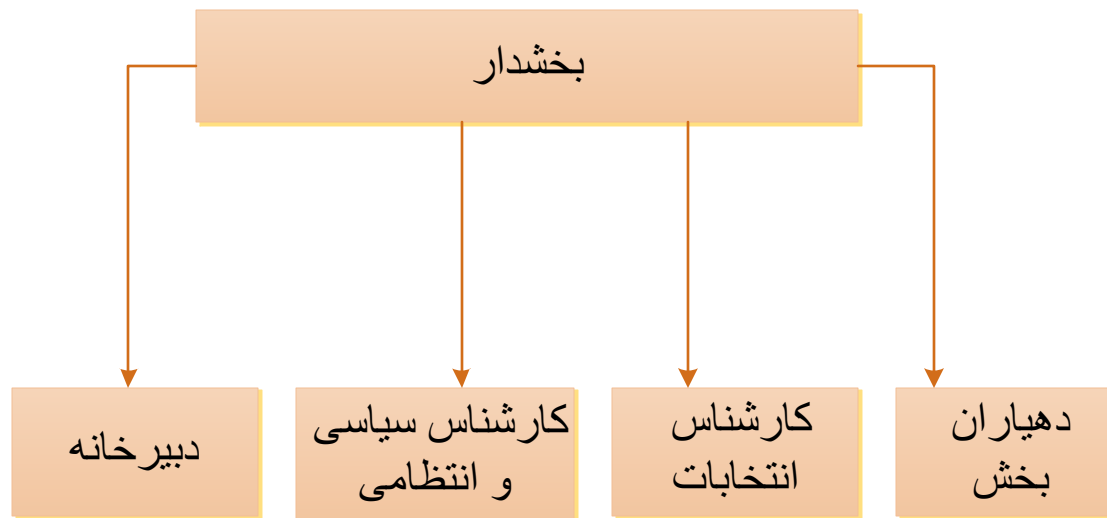 بخشدار
دهیاران
بخش
کارشناس
انتخابات
کارشناس سیاسی
و انتظامی
دبیرخانه